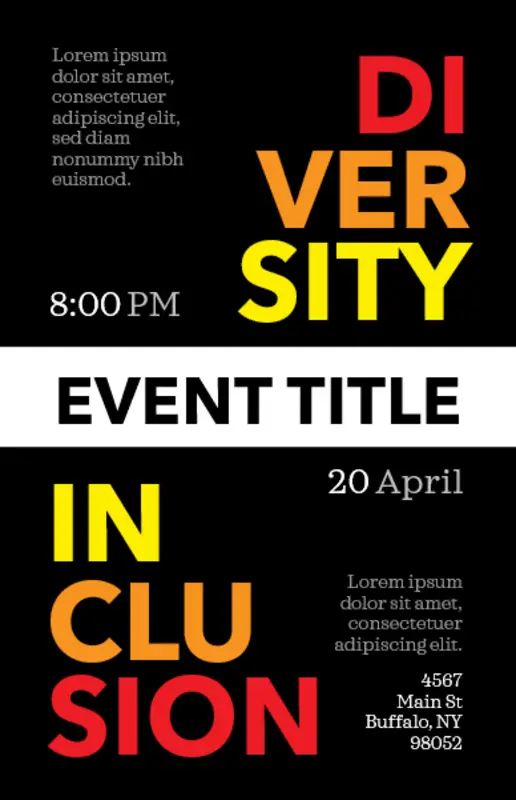 Lorem ipsum
dolor sit amet,
consectetuer
adipiscing elit,
sed diam
nonummy nibh
euismod.
DI
VER
SITY
8:00 PM
EVENT TITLE
20 April
IN
CLU
SION
Lorem ipsum
dolor sit amet,
consectetuer
adipiscing elit.
4567
Main St
Buffalo, NY
98052